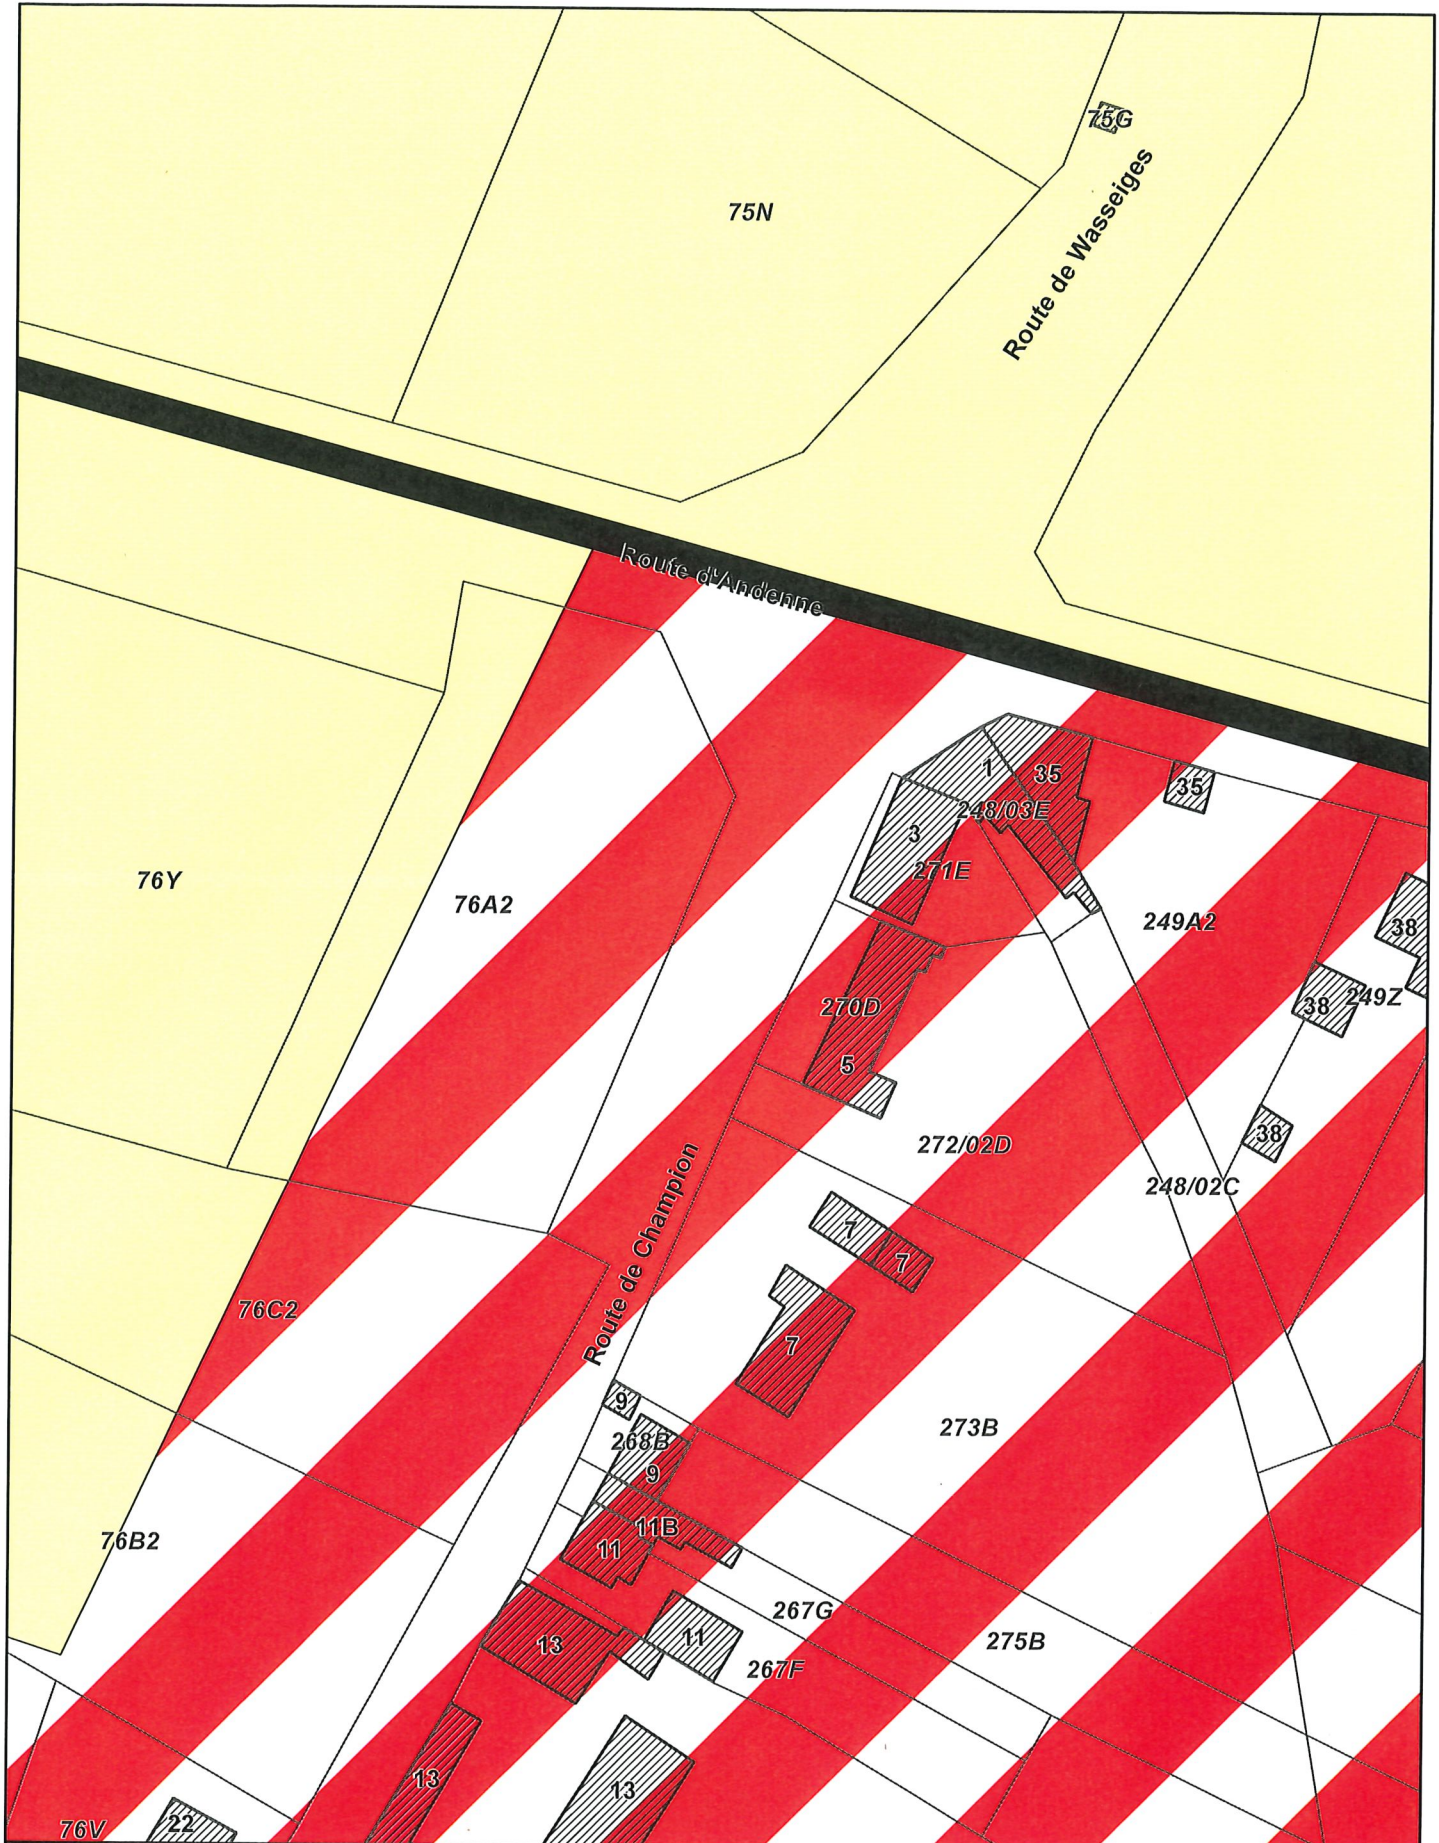 75G
75N
Route de Wasseiges
Route d'Andenne
1
35
35
248/03E
3
271E
76Y
76A2
249A2
38
270D
38
249Z
5
38
272/02D
248/02C
7
7
Route de Champion
76C2
7
9
268B
9
273B
11B
76B2
11
267G
13
11
275B
267F
13
13
76V
22